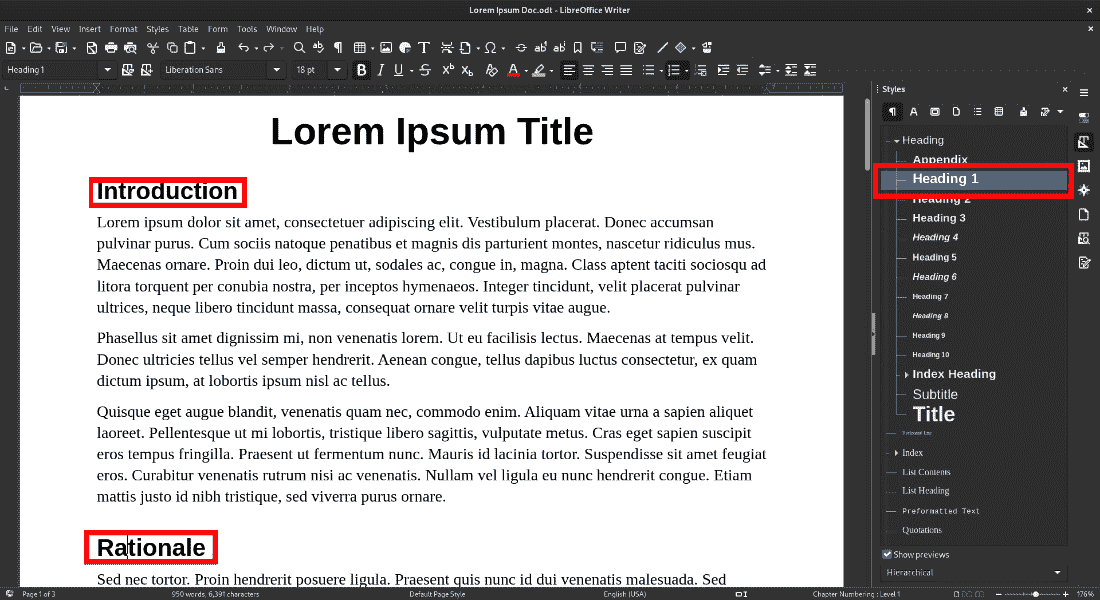 Lorem Ipsum Doc.odt - LibreOffice Writer
File Edit View Insert Format Styles Table Form Tools Window Help
Heading 1 Liberation Sans 18 pt
Styles
Lorem Ipsum Title
Introduction
Lorem ipsum dolor sit amet, consectetuer adipiscing elit. Vestibulum placerat. Donec accumsan
pulvinar purus. Cum sociis natoque penatibus et magnis dis parturient montes, nascetur ridiculus mus.
Maecenas ornare. Proin dui leo, dictum ut, sodales ac, congue in, magna. Class aptent taciti sociosqu ad
litora torquent per conubia nostra, per inceptos hymenaeos. Integer tincidunt, velit placerat pulvinar
ultrices, neque libero tincidunt massa, consequat ornare velit turpis vitae augue.
Phasellus sit amet dignissim mi, non venenatis lorem. Ut eu facilisis lectus. Maecenas at tempus velit.
Donec ultricies tellus vel semper hendrerit. Aenean congue, tellus dapibus luctus consectetur, ex quam
dictum ipsum, at lobortis ipsum nisl ac tellus.
Quisque eget augue blandit, venenatis quam nec, commodo enim. Aliquam vitae urna a sapien aliquet
laoreet. Pellentesque ut mi lobortis, tristique libero sagittis, vulputate metus. Cras eget sapien suscipit
eros tempus fringilla. Praesent ut fermentum nunc. Mauris id lacinia tortor. Suspendisse sit amet feugiat
eros. Curabitur venenatis rutrum nisi ac venenatis. Nullam vel ligula eu nunc hendrerit congue. Etiam
mattis justo id nibh tristique, sed viverra purus ornare.
Rationale
Sed nec tortor. Proin hendrerit posuere ligula. Praesent quis nunc id dui venenatis malesuada. Sed
Heading
Appendix
Heading 1
Heading 2
Heading 3
Heading 4
Heading 5
Heading 6
Heading 7
Heading 8
Heading 9
Heading 10
Index Heading
Subtitle
Title
Horizontal Line
Index
List Contents
List Heading
Preformatted Text
Quotations
Show previews
Hierarchical
Page 1 of 3 950 words, 6,391 characters Default Page Style English (USA) Chapter Numbering : Level 1 176%